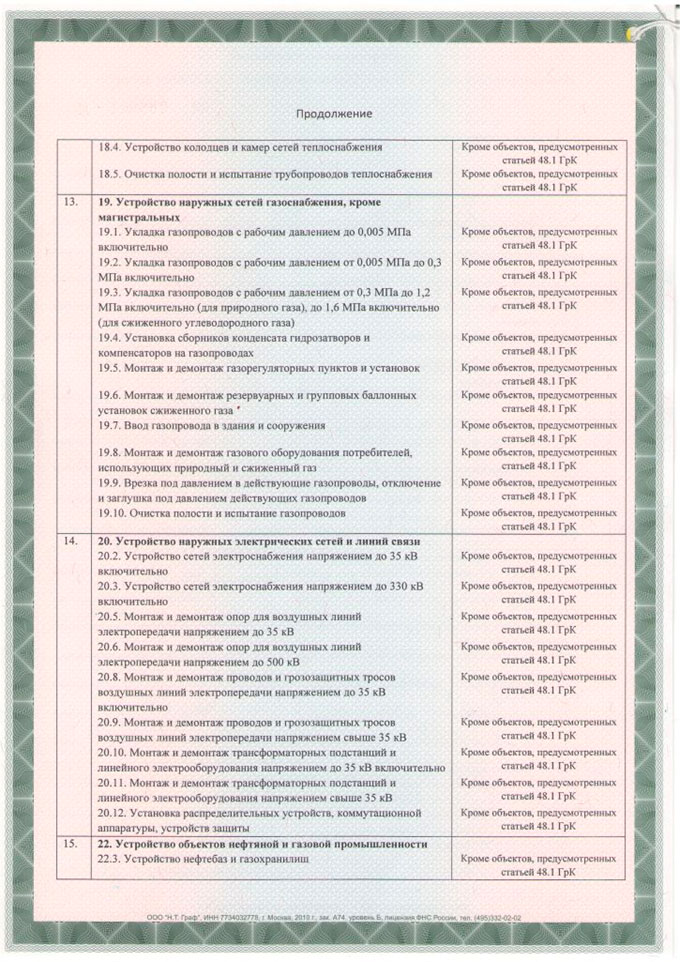 Продолжение
18.4. Устройство колодцев и камер сетей теплоснабжения
Кроме объектов, предусмотренных
статьей 48.1 ГрК
18.5. Очистка полости и испытание трубопроводов теплоснабжения
Кроме объектов, предусмотренных
статьей 48.1 ГрК
13.
19. Устройство наружных сетей газоснабжения, кроме
магистральных
19.1. Укладка газопроводов с рабочим давлением до 0,005 МПа
включительно
Кроме объектов, предусмотренных
статьей 48.1 ГрК
19.2. Укладка газопроводов с рабочим давлением от 0,005 МПа до 0,3
МПа включительно
Кроме объектов, предусмотренных
статьей 48.1 ГрК
19.3. Укладка газопроводов с рабочим давлением от 0,3 МПа до 1,2
МПа включительно (для природного газа), до 1,6 МПа включительно
(для сжиженного углеводородного газа)
Кроме объектов, предусмотренных
статьей 48.1 ГрК
19.4. Установка сборников конденсата гидрозатворов и
компенсаторов на газопроводах
Кроме объектов, предусмотренных
статьей 48.1 ГрК
19.5. Монтаж и демонтаж газорегуляторных пунктов и установок
Кроме объектов, предусмотренных
статьей 48.1 ГрК
19.6. Монтаж и демонтаж резервуарных и групповых баллонных
установок сжиженного газа
Кроме объектов, предусмотренных
статьей 48.1 ГрК
19.7. Ввод газопровода в здания и сооружения
Кроме объектов, предусмотренных
статьей 48.1 ГрК
19.8. Монтаж и демонтаж газового оборудования потребителей,
использующих природный и сжиженный газ
Кроме объектов, предусмотренных
статьей 48.1 ГрК
19.9. Врезка под давлением в действующие газопроводы, отключение
и заглушка под давлением действующих газопроводов
Кроме объектов, предусмотренных
статьей 48.1 ГрК
19.10. Очистка полости и испытание газопроводов
Кроме объектов, предусмотренных
статьей 48.1 ГрК
14.
20. Устройство наружных электрических сетей и линий связи
20.2. Устройство сетей электроснабжения напряжением до 35 кВ
включительно
Кроме объектов, предусмотренных
статьей 48.1 ГрК
20.3. Устройство сетей электроснабжения напряжением до 330 кВ
включительно
Кроме объектов, предусмотренных
статьей 48.1 ГрК
20.5. Монтаж и демонтаж опор для воздушных линий
электропередачи напряжением до 35 кВ
Кроме объектов, предусмотренных
статьей 48.1 ГрК
20.6. Монтаж и демонтаж опор для воздушных линий
электропередачи напряжением до 500 кВ
Кроме объектов, предусмотренных
статьей 48.1 ГрК
20.8. Монтаж и демонтаж проводов и грозозащитных тросов
воздушных линий электропередачи напряжением до 35 кВ
включительно
Кроме объектов, предусмотренных
статьей 48.1 ГрК
20.9. Монтаж и демонтаж проводов и грозозащитных тросов
воздушных линий электропередачи напряжением свыше 35 кВ
Кроме объектов, предусмотренных
статьей 48.1 ГрК
20.10. Монтаж и демонтаж трансформаторных подстанций и
линейного электрооборудования напряжением до 35 кВ включительно
Кроме объектов, предусмотренных
статьей 48.1 ГрК
20.11. Монтаж и демонтаж трансформаторных подстанций и
линейного электрооборудования напряжением свыше 35 кВ
Кроме объектов, предусмотренных
статьей 48.1 ГрК
20.12. Установка распределительных устройств, коммутационной
аппаратуры, устройств защиты
Кроме объектов, предусмотренных
статьей 48.1 ГрК
15.
22. Устройство объектов нефтяной и газовой промышленности
22.3. Устройство нефтебаз и газохранилищ
Кроме объектов, предусмотренных
статьей 48.1 ГрК
ООО "Н.Т. Граф", ИНН 7734032778, г. Москва, 2010 г., зак. А74, уровень Б, лицензия ФНС России, тел. (495)332-02-02